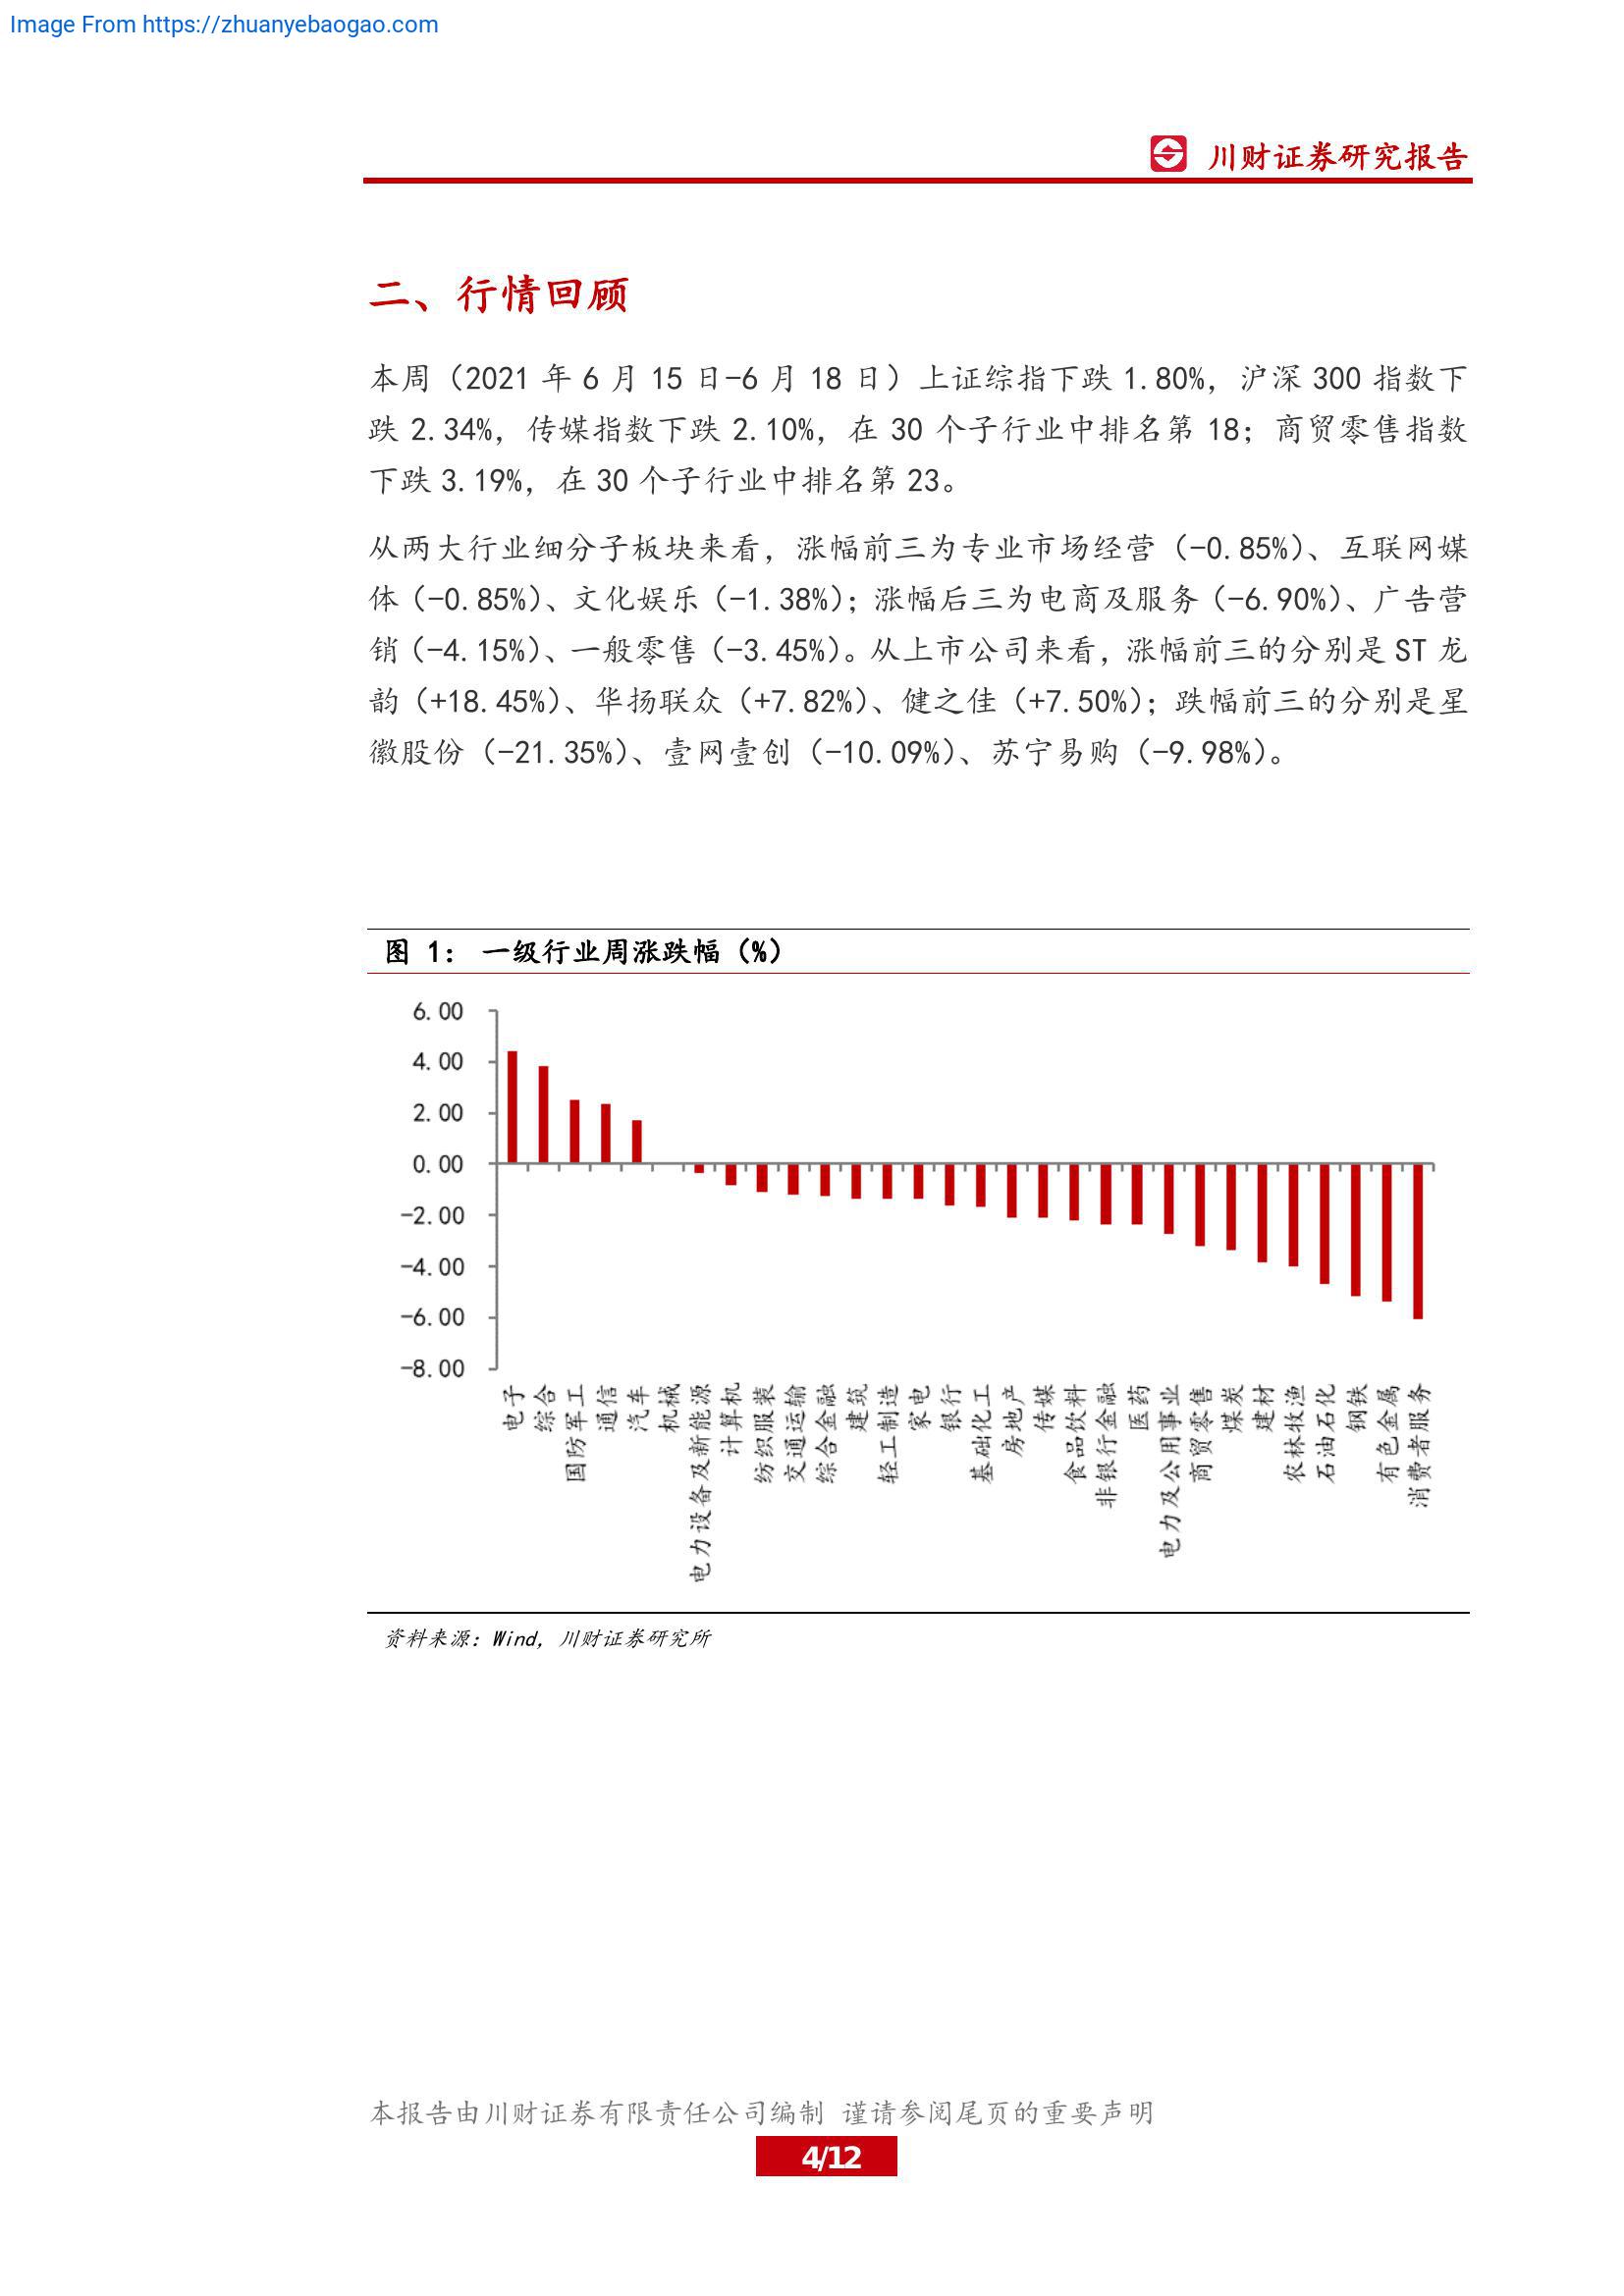 Image From https://zhuanyebaogao.com
川财证券研究报告
二、行情回顾
本周（2021 年 6 月 15 日-6 月 18 日）上证综指下跌 1.80%，沪深 300 指数下
跌 2.34%，传媒指数下跌 2.10%，在 30 个子行业中排名第 18；商贸零售指数
下跌 3.19%，在 30 个子行业中排名第 23。
从两大行业细分子板块来看，涨幅前三为专业市场经营（-0.85%）、互联网媒
体（-0.85%）、文化娱乐（-1.38%）；涨幅后三为电商及服务（-6.90%）、广告营
销（-4.15%）、一般零售（-3.45%）。从上市公司来看，涨幅前三的分别是 ST 龙
韵（+18.45%）、华扬联众（+7.82%）、健之佳（+7.50%）；跌幅前三的分别是星
徽股份（-21.35%）、壹网壹创（-10.09%）、苏宁易购（-9.98%）。
图 1： 一级行业周涨跌幅（%）
6.00
4.00
2.00
0.00
-2.00
-4.00
-6.00
-8.00
电子
综合
国防军工
通信
汽车
机械
电力设备及新能源
计算机
纺织服装
交通运输
综合金融
建筑
轻工制造
家电
银行
基础化工
房地产
传媒
食品饮料
非银行金融
医药
电力及公用事业
商贸零售
煤炭
建材
农林牧渔
石油石化
钢铁
有色金属
消费者服务
资料来源：Wind，川财证券研究所
本报告由川财证券有限责任公司编制 谨请参阅尾页的重要声明
4/12